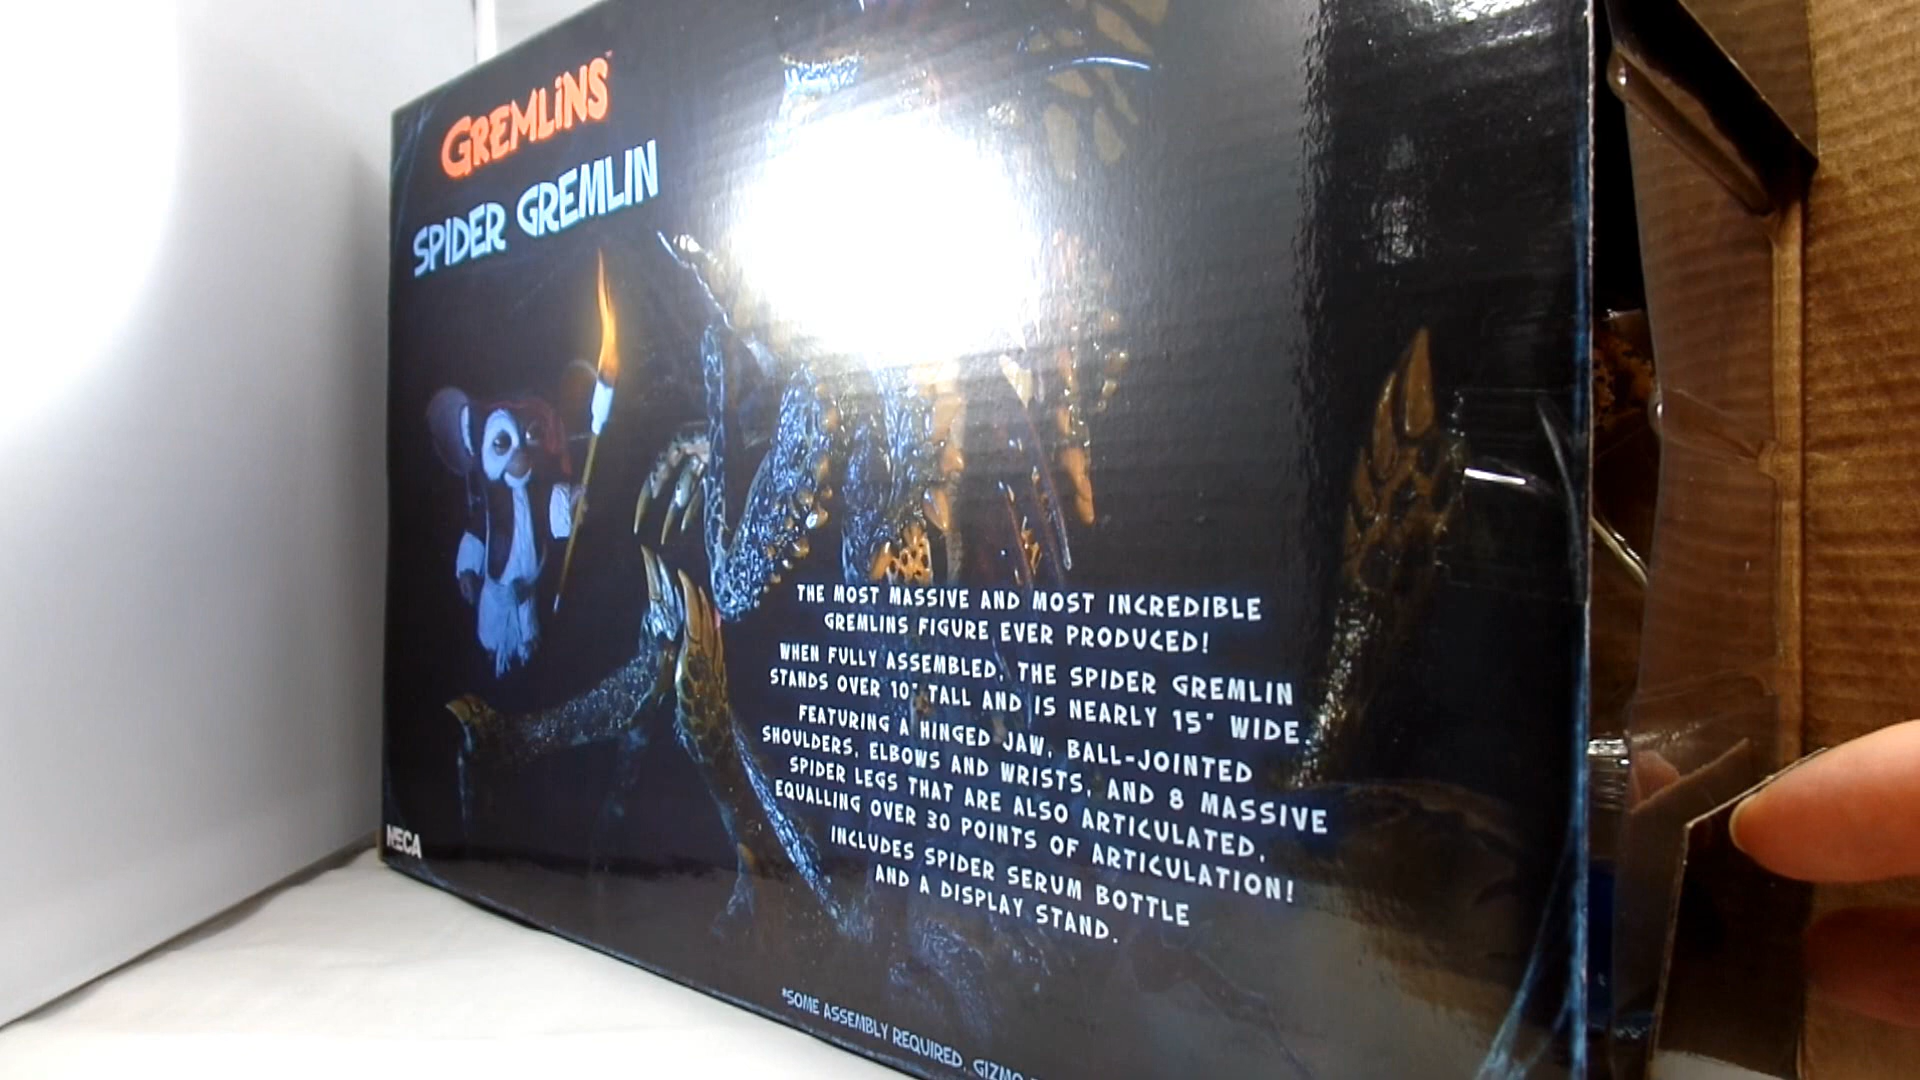 GREMLiNS™
SPIDER GREMLIN
THE MOST MASSIVE AND MOST INCREDIBLE
GREMLINS FIGURE EVER PRODUCED!
WHEN FULLY ASSEMBLED, THE SPIDER GREMLIN
STANDS OVER 10" TALL AND IS NEARLY 15" WIDE.
FEATURING A HINGED JAW, BALL-JOINTED
SHOULDERS, ELBOWS AND WRISTS, AND 8 MASSIVE
SPIDER LEGS THAT ARE ALSO ARTICULATED,
EQUALLING OVER 30 POINTS OF ARTICULATION!
INCLUDES SPIDER SERUM BOTTLE
AND A DISPLAY STAND.
NECA
*SOME ASSEMBLY REQUIRED. GIZMO